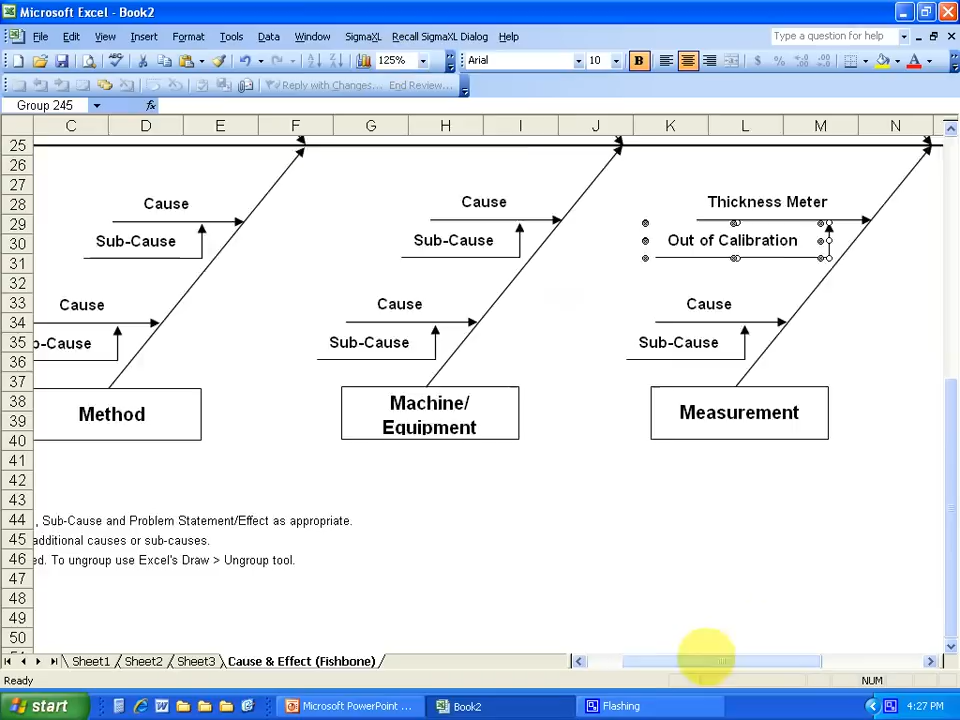 Microsoft Excel - Book2
File Edit View Insert Format Tools Data Window SigmaXL Recall SigmaXL Dialog Help
Type a question for help
125% Arial 10 B $ % A
Reply with Changes... End Review...
Group 245 fx
C D E F G H I J K L M N
25
26
27
28 Cause Cause Thickness Meter
29
30 Sub-Cause Sub-Cause Out of Calibration
31
32
33 Cause Cause Cause
34
35 b-Cause Sub-Cause Sub-Cause
36
37
38 Method Machine/ Measurement
39 Equipment
40
41
42
43
44 , Sub-Cause and Problem Statement/Effect as appropriate.
45 additional causes or sub-causes.
46 ed. To ungroup use Excel's Draw > Ungroup tool.
47
48
49
50
Sheet1 Sheet2 Sheet3 Cause & Effect (Fishbone)
Ready NUM
start Microsoft PowerPoint ... Book2 Flashing 4:27 PM